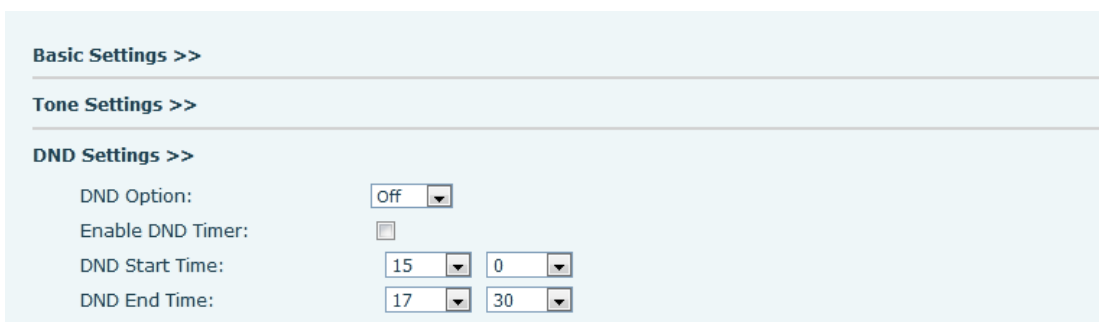 Basic Settings >>
Tone Settings >>
DND Settings >>
DND Option: Off
Enable DND Timer:
DND Start Time: 15 0
DND End Time: 17 30